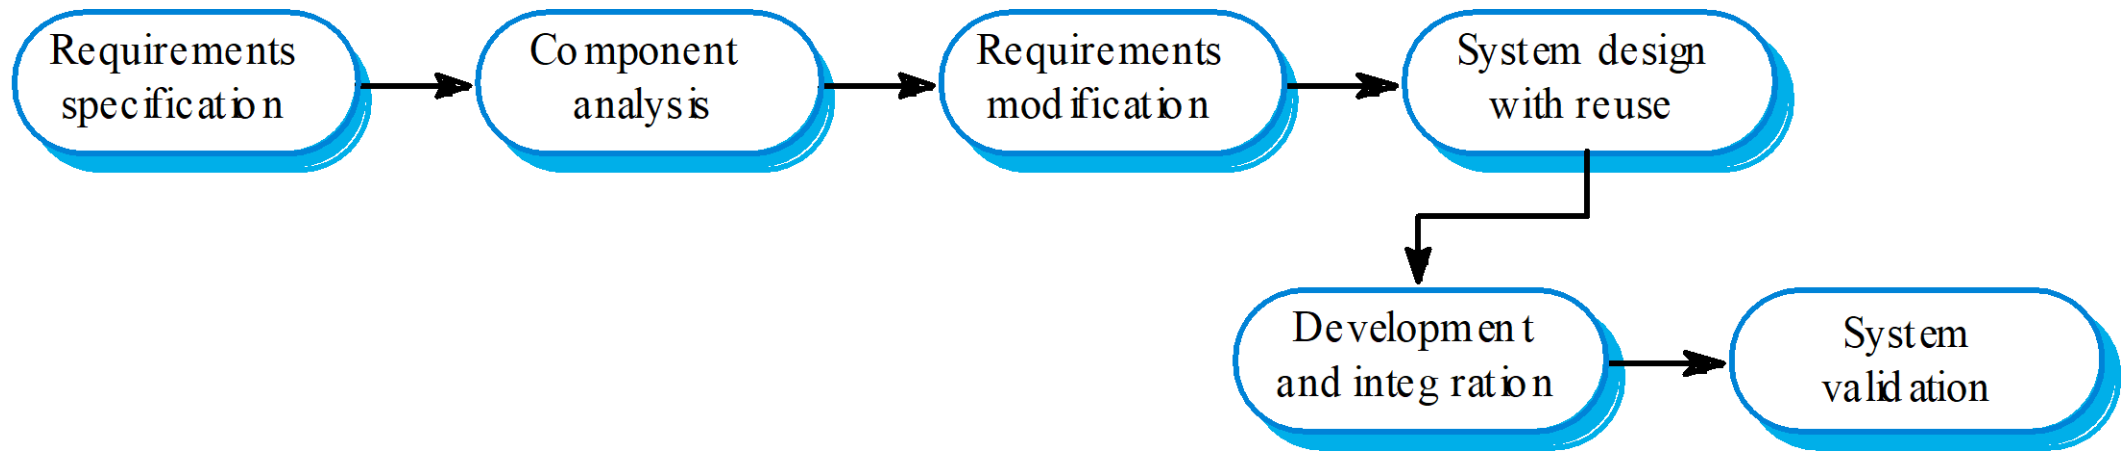 Requirements
specification
Component
analysis
Requirements
modification
System design
with reuse
Development
and integration
System
validation